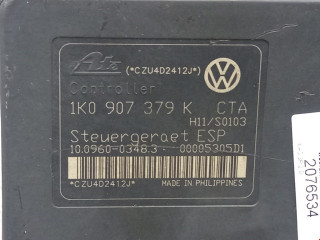 Ate (*CZU4D2412J*)
Controller
1K0 907 379 K CTA
H11/S0103
Steuergeraet ESP
10.0960-0346.3 00005305D1
*CZU4D2412J*
MADE IN PHILIPPINES
2076534